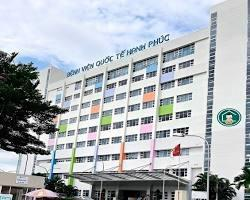 BỆNH VIỆN QUỐC TẾ HẠNH PHÚC